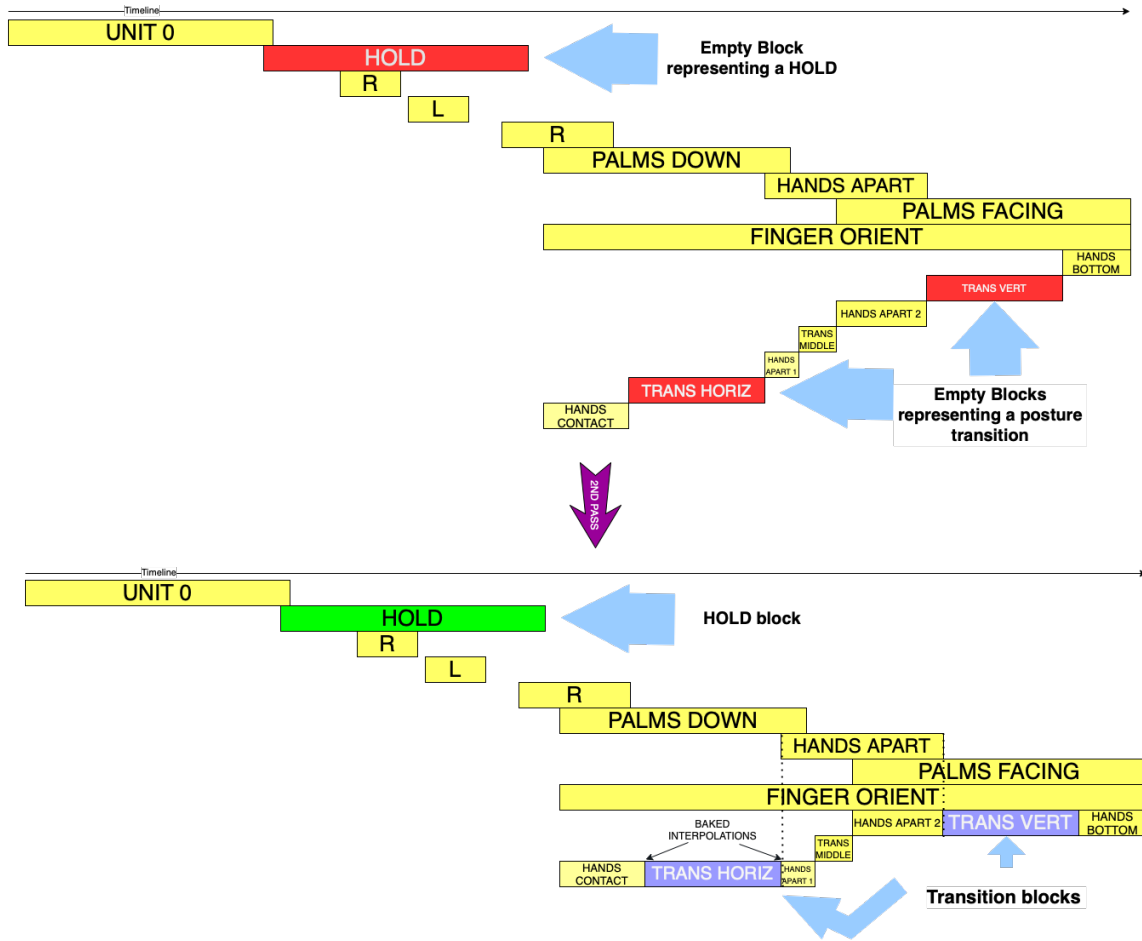 Timeline
UNIT 0
HOLD
Empty Block
representing a HOLD
R
L
R
PALMS DOWN
HANDS APART
PALMS FACING
FINGER ORIENT
HANDS
BOTTOM
TRANS VERT
HANDS APART 2
TRANS
MIDDLE
HANDS
APART 1
TRANS HORIZ
Empty Blocks
representing a posture
transition
HANDS
CONTACT
2ND PASS
Timeline
UNIT 0
HOLD
HOLD block
R
L
R
PALMS DOWN
HANDS APART
PALMS FACING
FINGER ORIENT
HANDS APART 2
TRANS VERT
HANDS
BOTTOM
BAKED
INTERPOLATIONS
TRANS
MIDDLE
HANDS
CONTACT
TRANS HORIZ
HANDS
APART 1
Transition blocks